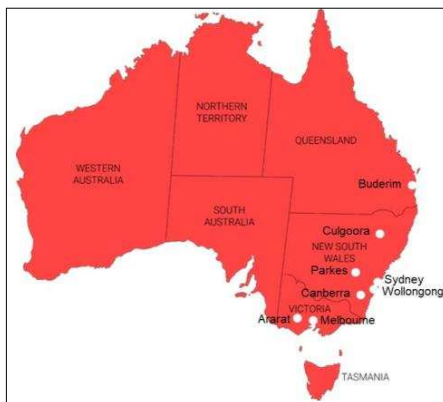 NORTHERN
TERRITORY
QUEENSLAND
WESTERN
AUSTRALIA
Buderim
SOUTH
AUSTRALIA
Culgoora
NEW SOUTH
WALES
Parkes
Sydney
Canberra
Wollongong
VICTORIA
Ararat
Melbourne
TASMANIA